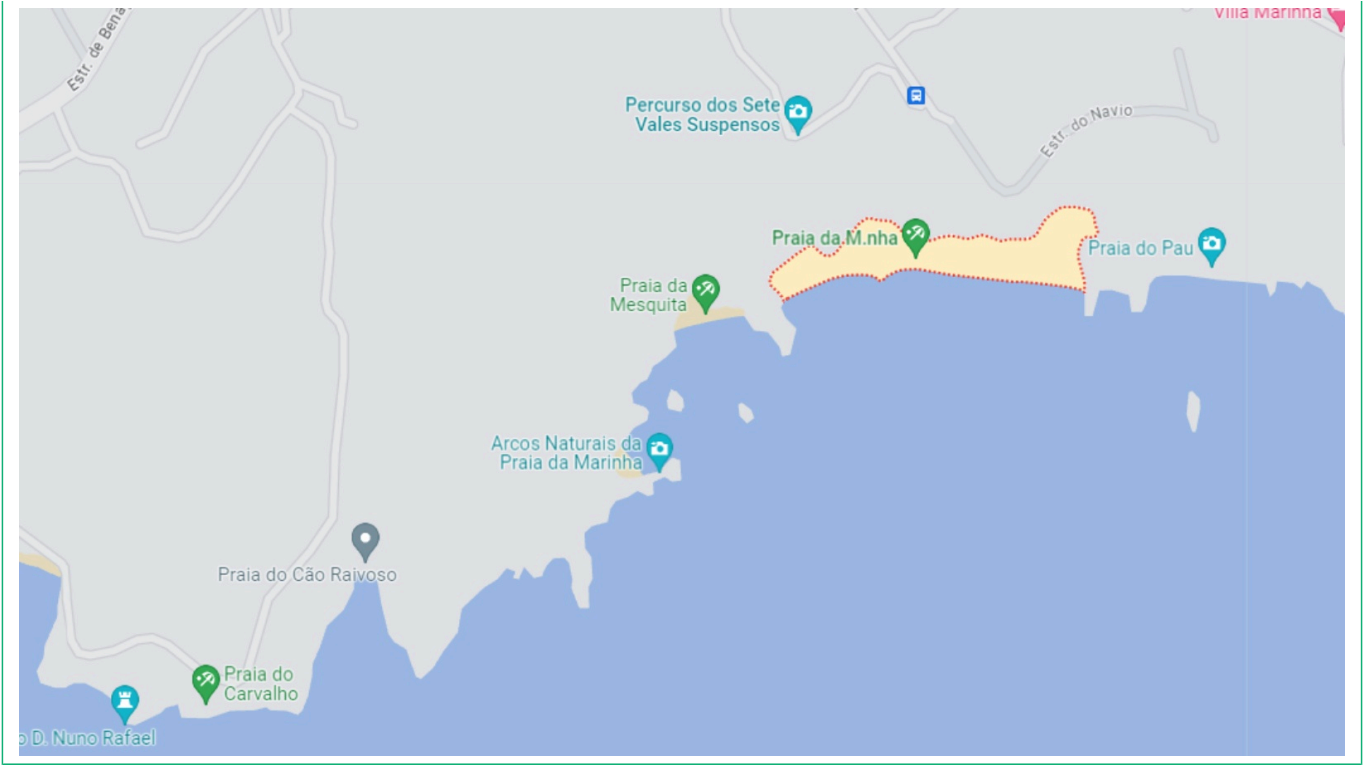 Villa Marinha
Estr. de Bena
Percurso dos Sete
Vales Suspensos
Estr. do Navio
Praia da M.nha
Praia do Pau
Praia da
Mesquita
Arcos Naturais da
Praia da Marinha
Praia do Cão Raivoso
Praia do
Carvalho
o D. Nuno Rafael